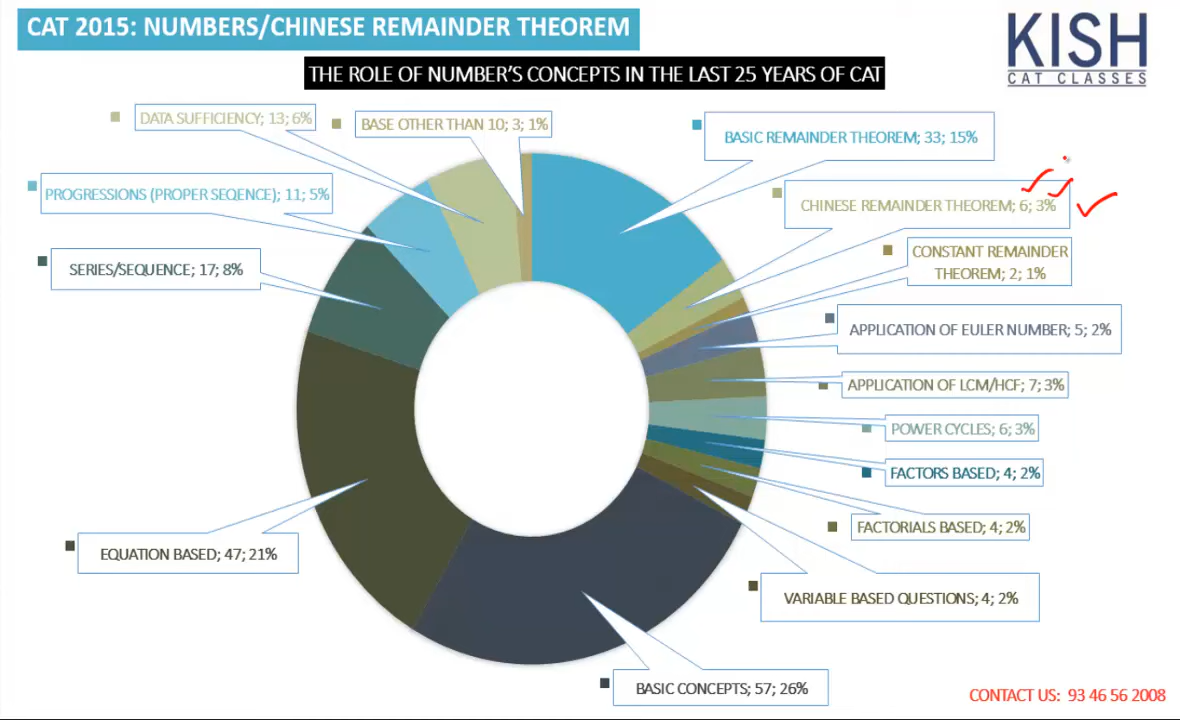 CAT 2015: NUMBERS/CHINESE REMAINDER THEOREM
KISH
CAT CLASSES
THE ROLE OF NUMBER'S CONCEPTS IN THE LAST 25 YEARS OF CAT
DATA SUFFICIENCY; 13; 6%
BASE OTHER THAN 10; 3; 1%
BASIC REMAINDER THEOREM; 33; 15%
PROGRESSIONS (PROPER SEQENCE); 11; 5%
CHINESE REMAINDER THEOREM; 6; 3%
CONSTANT REMAINDER
THEOREM; 2; 1%
SERIES/SEQUENCE; 17; 8%
APPLICATION OF EULER NUMBER; 5; 2%
APPLICATION OF LCM/HCF; 7; 3%
POWER CYCLES; 6; 3%
FACTORS BASED; 4; 2%
FACTORIALS BASED; 4; 2%
EQUATION BASED; 47; 21%
VARIABLE BASED QUESTIONS; 4; 2%
BASIC CONCEPTS; 57; 26%
CONTACT US: 93 46 56 2008